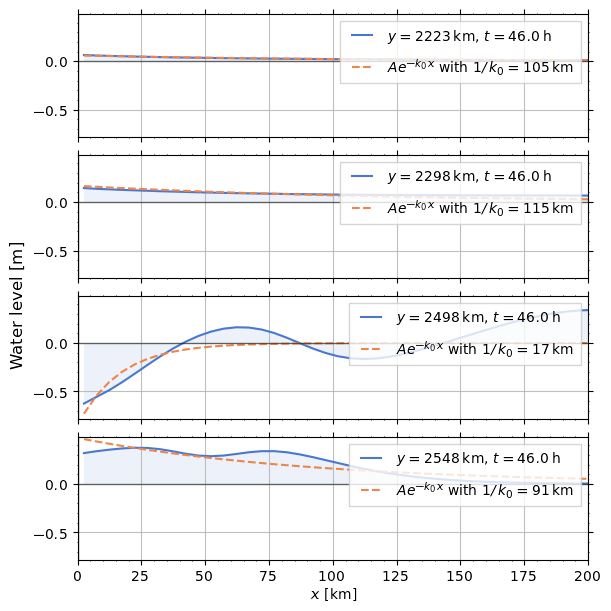 y = 2223 km, t = 46.0 h
0.0
Ae^{-k_0 x} with 1/k_0 = 105 km
−0.5
y = 2298 km, t = 46.0 h
0.0
Ae^{-k_0 x} with 1/k_0 = 115 km
−0.5
Water level [m]
y = 2498 km, t = 46.0 h
0.0
Ae^{-k_0 x} with 1/k_0 = 17 km
−0.5
y = 2548 km, t = 46.0 h
0.0
Ae^{-k_0 x} with 1/k_0 = 91 km
−0.5
0 25 50 75 100 125 150 175 200
x [km]